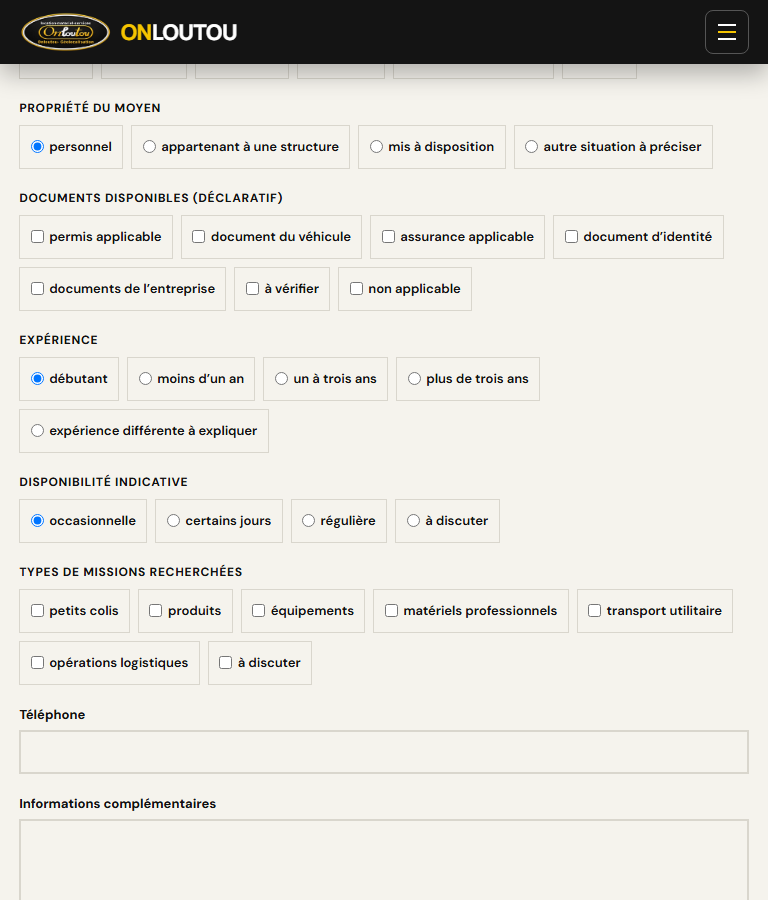 Onloutou
ONLOUTOU
PROPRIÉTÉ DU MOYEN
personnel appartenant à une structure mis à disposition autre situation à préciser
DOCUMENTS DISPONIBLES (DÉCLARATIF)
permis applicable document du véhicule assurance applicable document d’identité
documents de l’entreprise à vérifier non applicable
EXPÉRIENCE
débutant moins d’un an un à trois ans plus de trois ans
expérience différente à expliquer
DISPONIBILITÉ INDICATIVE
occasionnelle certains jours régulière à discuter
TYPES DE MISSIONS RECHERCHÉES
petits colis produits équipements matériels professionnels transport utilitaire
opérations logistiques à discuter
Téléphone
Informations complémentaires